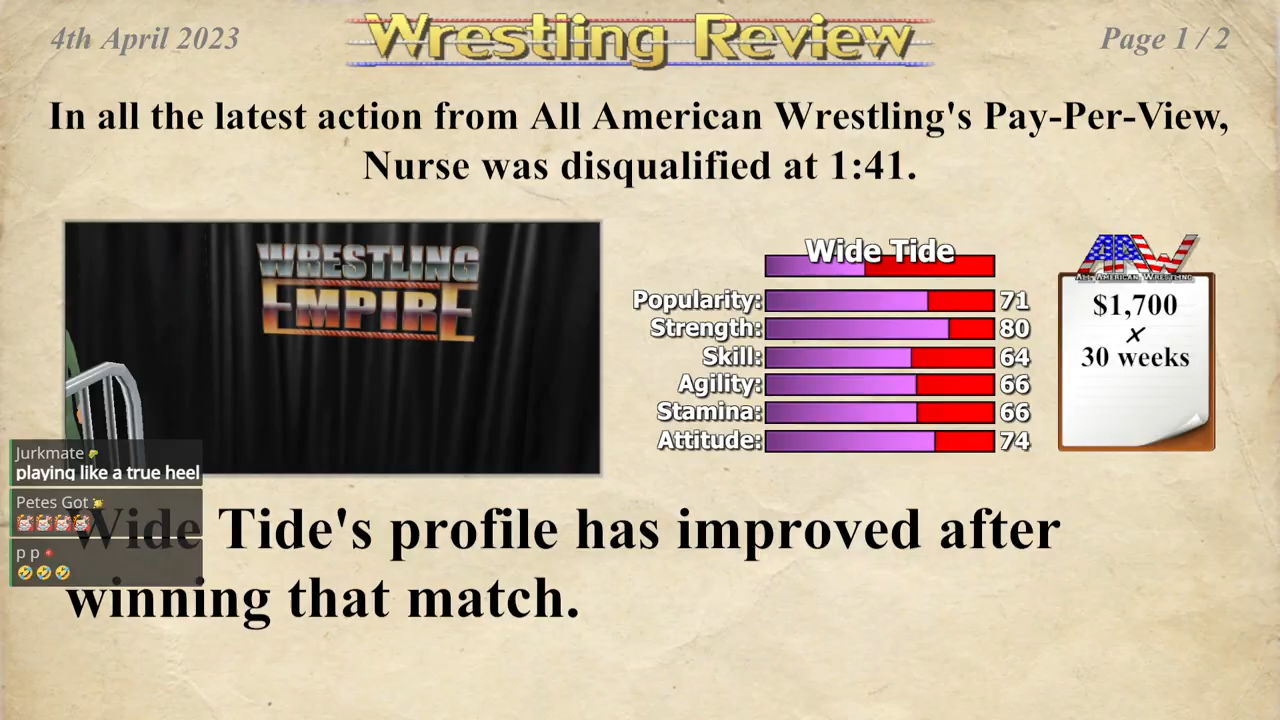 4th April 2023
Wrestling Review
Page 1 / 2
In all the latest action from All American Wrestling's Pay-Per-View,
Nurse was disqualified at 1:41.
WRESTLING
EMPIRE
Wide Tide
Popularity: 71
Strength: 80
Skill: 64
Agility: 66
Stamina: 66
Attitude: 74
AAW
ALL AMERICAN WRESTLING
$1,700
×
30 weeks
Jurkmate
playing like a true heel
Petes Got
p p
Wide Tide's profile has improved after
winning that match.